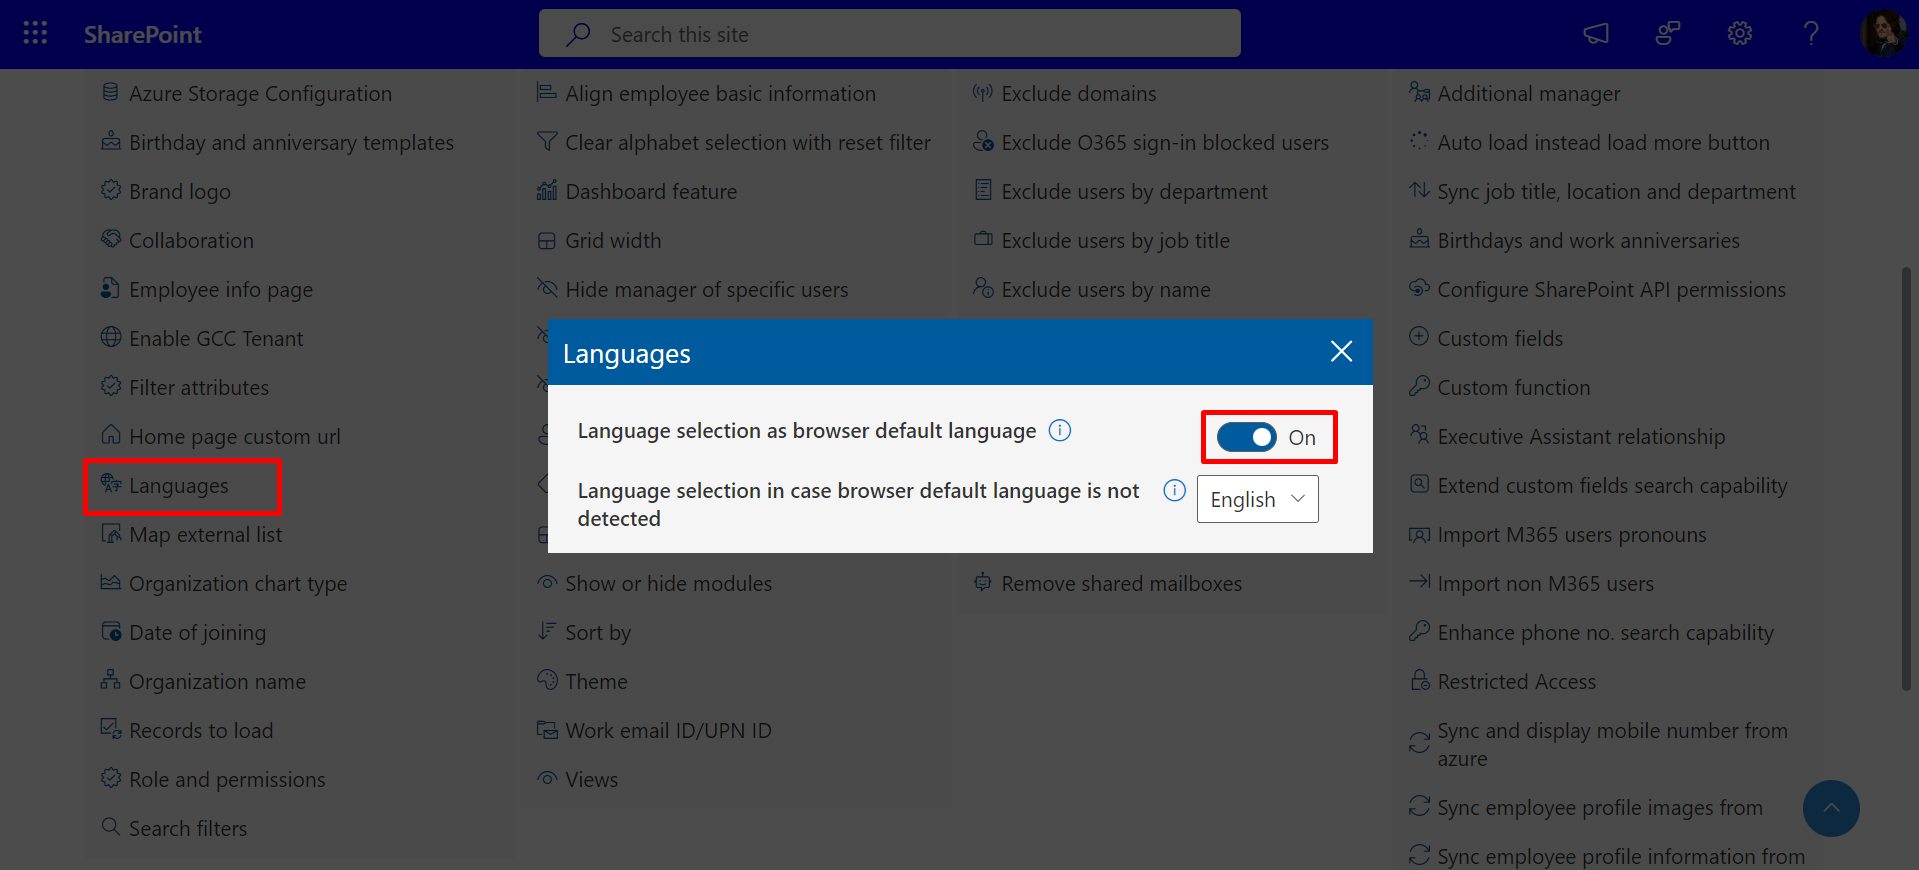 SharePoint
Search this site
Azure Storage Configuration
Birthday and anniversary templates
Brand logo
Collaboration
Employee info page
Enable GCC Tenant
Filter attributes
Home page custom url
Languages
Map external list
Organization chart type
Date of joining
Organization name
Records to load
Role and permissions
Search filters
Align employee basic information
Clear alphabet selection with reset filter
Dashboard feature
Grid width
Hide manager of specific users
Show or hide modules
Sort by
Theme
Work email ID/UPN ID
Views
Exclude domains
Exclude O365 sign-in blocked users
Exclude users by department
Exclude users by job title
Exclude users by name
Remove shared mailboxes
Languages
Language selection as browser default language
On
Language selection in case browser default language is not
detected
English
Additional manager
Auto load instead load more button
Sync job title, location and department
Birthdays and work anniversaries
Configure SharePoint API permissions
Custom fields
Custom function
Executive Assistant relationship
Extend custom fields search capability
Import M365 users pronouns
Import non M365 users
Enhance phone no. search capability
Restricted Access
Sync and display mobile number from
azure
Sync employee profile images from
Sync employee profile information from